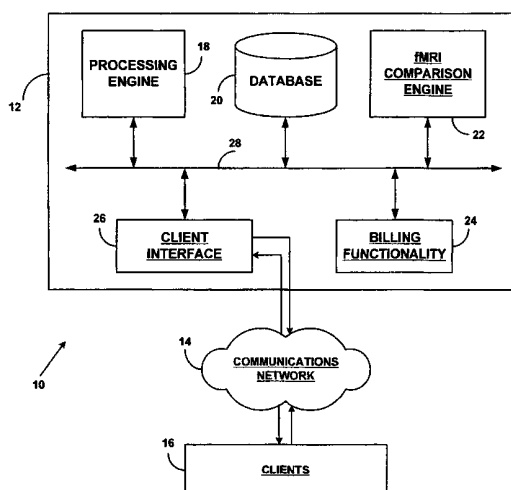 12
PROCESSING
ENGINE
18
20
DATABASE
fMRI
COMPARISON
ENGINE
22
28
26
CLIENT
INTERFACE
BILLING
FUNCTIONALITY
24
14
COMMUNICATIONS
NETWORK
10
16
CLIENTS